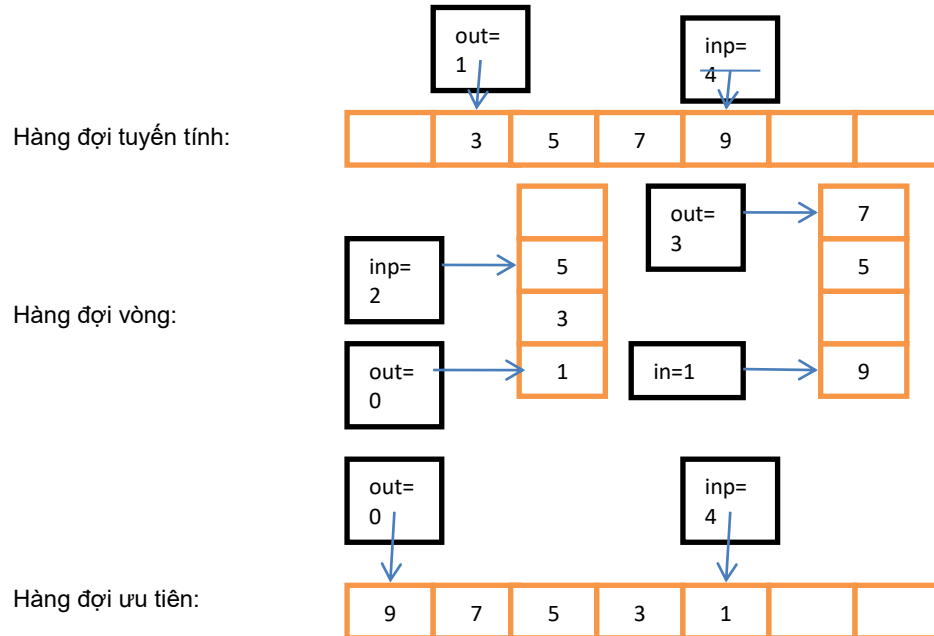 out=
1
inp=
4
Hàng đợi tuyến tính:
3 5 7 9
out=
3
7
inp=
2
5
5
Hàng đợi vòng:
3
out=
0
1
in=1
9
out=
0
inp=
4
Hàng đợi ưu tiên:
9 7 5 3 1